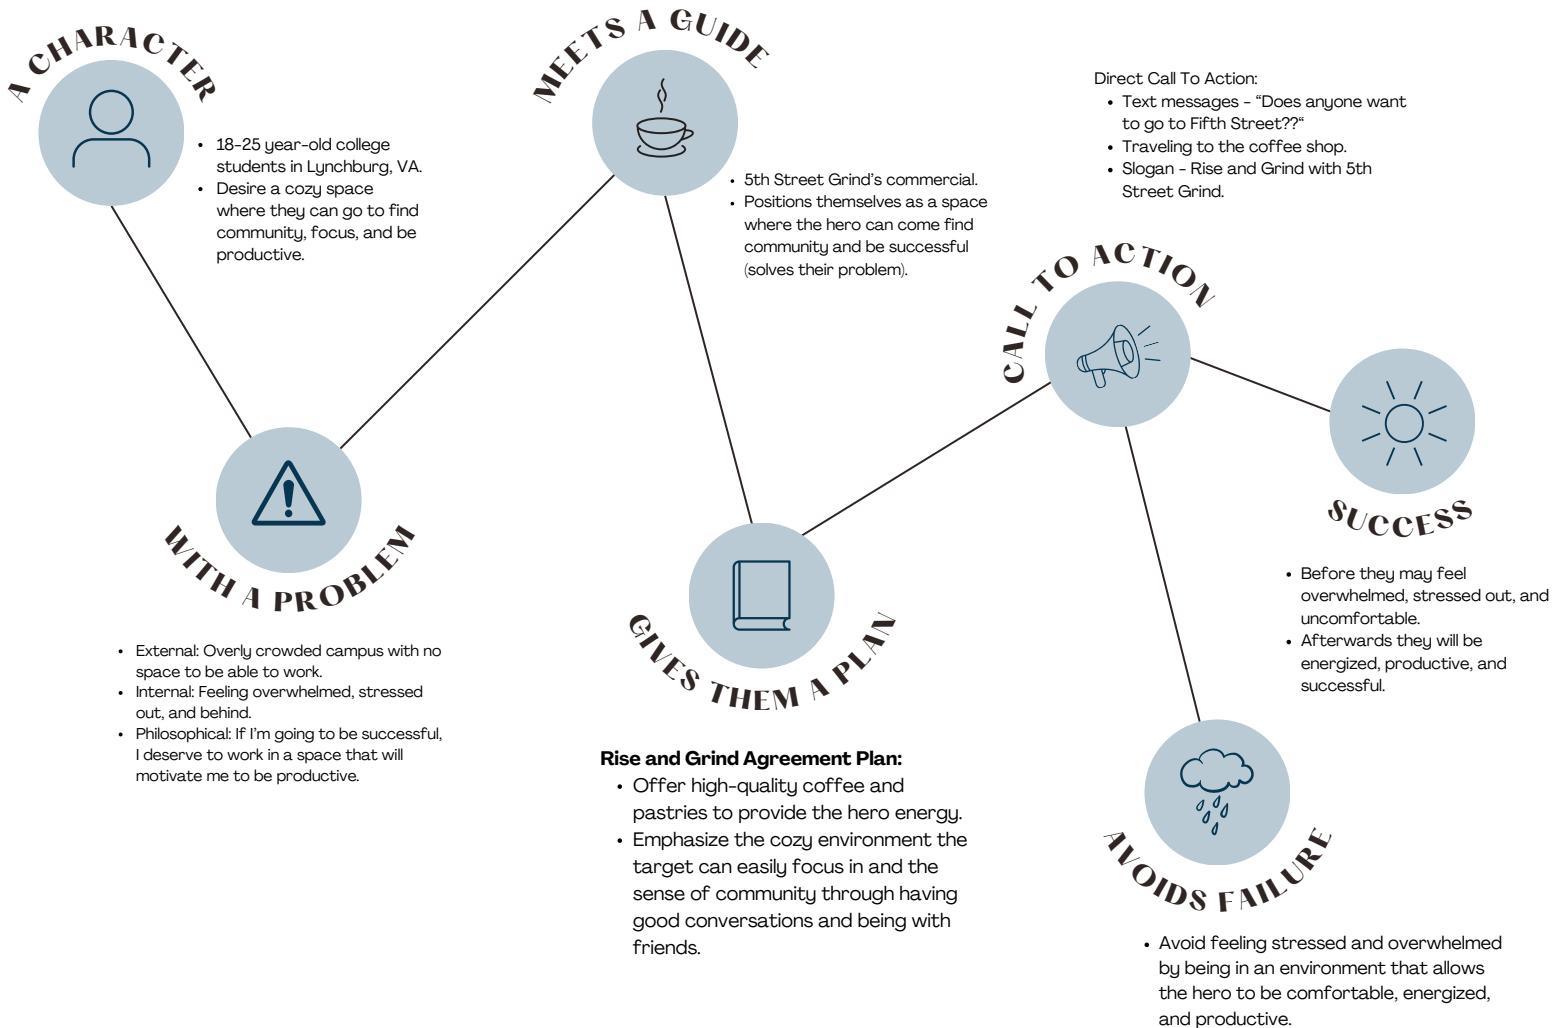 A CHARACTER
• 18-25 year-old college
students in Lynchburg, VA.
• Desire a cozy space
where they can go to find
community, focus, and be
productive.
WITH A PROBLEM
• External: Overly crowded campus with no
space to be able to work.
• Internal: Feeling overwhelmed, stressed
out, and behind.
• Philosophical: If I'm going to be successful,
I deserve to work in a space that will
motivate me to be productive.
MEETS A GUIDE
• 5th Street Grind's commercial.
• Positions themselves as a space
where the hero can come find
community and be successful
(solves their problem).
GIVES THEM A PLAN
Rise and Grind Agreement Plan:
• Offer high-quality coffee and
pastries to provide the hero energy.
• Emphasize the cozy environment the
target can easily focus in and the
sense of community through having
good conversations and being with
friends.
Direct Call To Action:
• Text messages - "Does anyone want
to go to Fifth Street??"
• Traveling to the coffee shop.
• Slogan - Rise and Grind with 5th
Street Grind.
CALL TO ACTION
SUCCESS
• Before they may feel
overwhelmed, stressed out, and
uncomfortable.
• Afterwards they will be
energized, productive, and
successful.
AVOIDS FAILURE
• Avoid feeling stressed and overwhelmed
by being in an environment that allows
the hero to be comfortable, energized,
and productive.